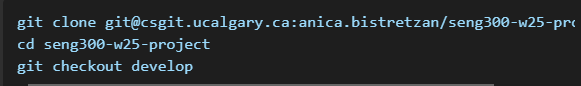 git clone git@csgit.ucalgary.ca:anica.bistretzan/seng300-w25-pro
cd seng300-w25-project
git checkout develop